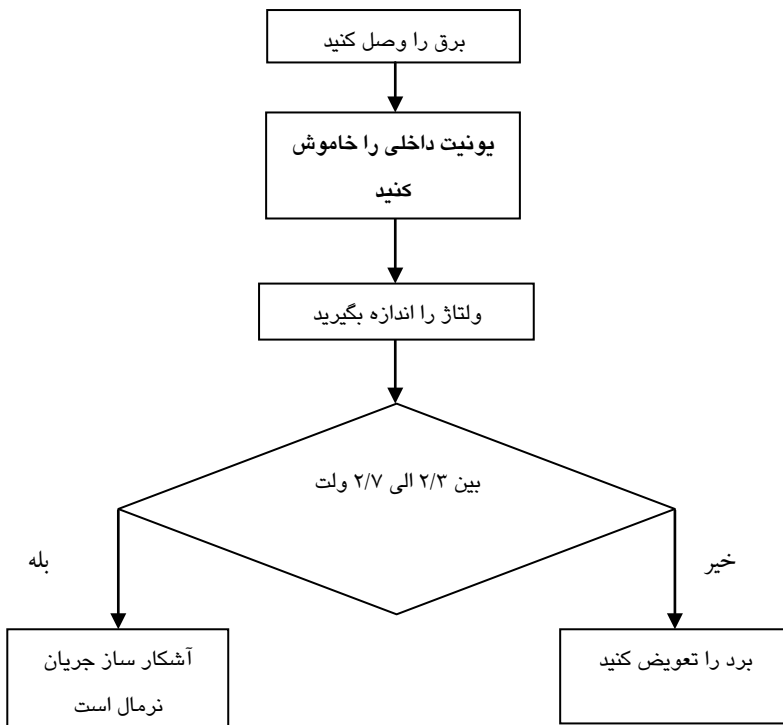 برق را وصل کنید
یونیت داخلی را خاموش
کنید
ولتاژ را اندازه بگیرید
بین ۲/۳ الی ۲/۷ ولت
خیر
بله
برد را تعویض کنید
آشکار ساز جریان
نرمال است